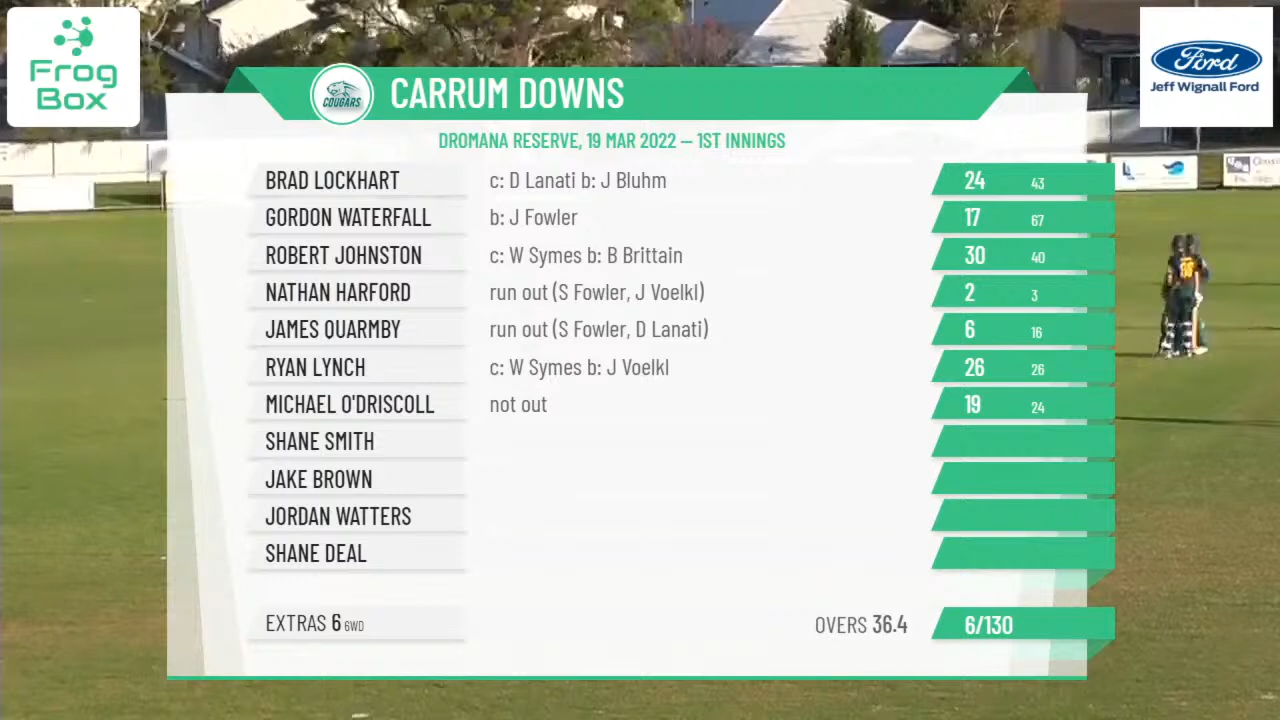 Frog
Box
Ford
Jeff Wignall Ford
COUGARS
CARRUM DOWNS
DROMANA RESERVE, 19 MAR 2022 – 1ST INNINGS
BRAD LOCKHART c: D Lanati b: J Bluhm 24 43
GORDON WATERFALL b: J Fowler 17 67
ROBERT JOHNSTON c: W Symes b: B Brittain 30 40
NATHAN HARFORD run out (S Fowler, J Voelkl) 2 3
JAMES QUARMBY run out (S Fowler, D Lanati) 6 16
RYAN LYNCH c: W Symes b: J Voelkl 26 26
MICHAEL O'DRISCOLL not out 19 24
SHANE SMITH
JAKE BROWN
JORDAN WATTERS
SHANE DEAL
EXTRAS 6 6WD OVERS 36.4 6/130